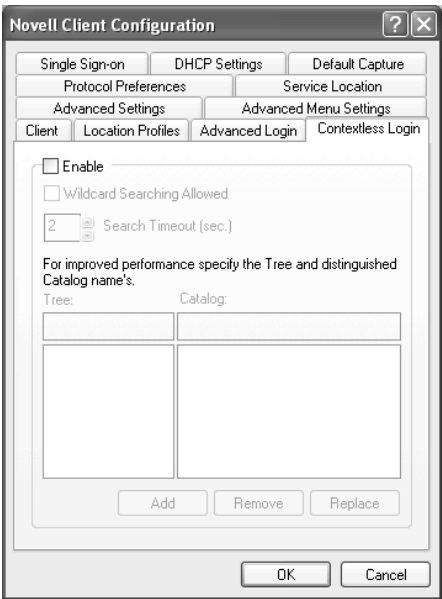 Novell Client Configuration
Single Sign-on DHCP Settings Default Capture
Protocol Preferences Service Location
Advanced Settings Advanced Menu Settings
Client Location Profiles Advanced Login Contextless Login
Enable
Wildcard Searching Allowed
2 Search Timeout (sec.)
For improved performance specify the Tree and distinguished
Catalog name's.
Tree: Catalog:
Add Remove Replace
OK Cancel